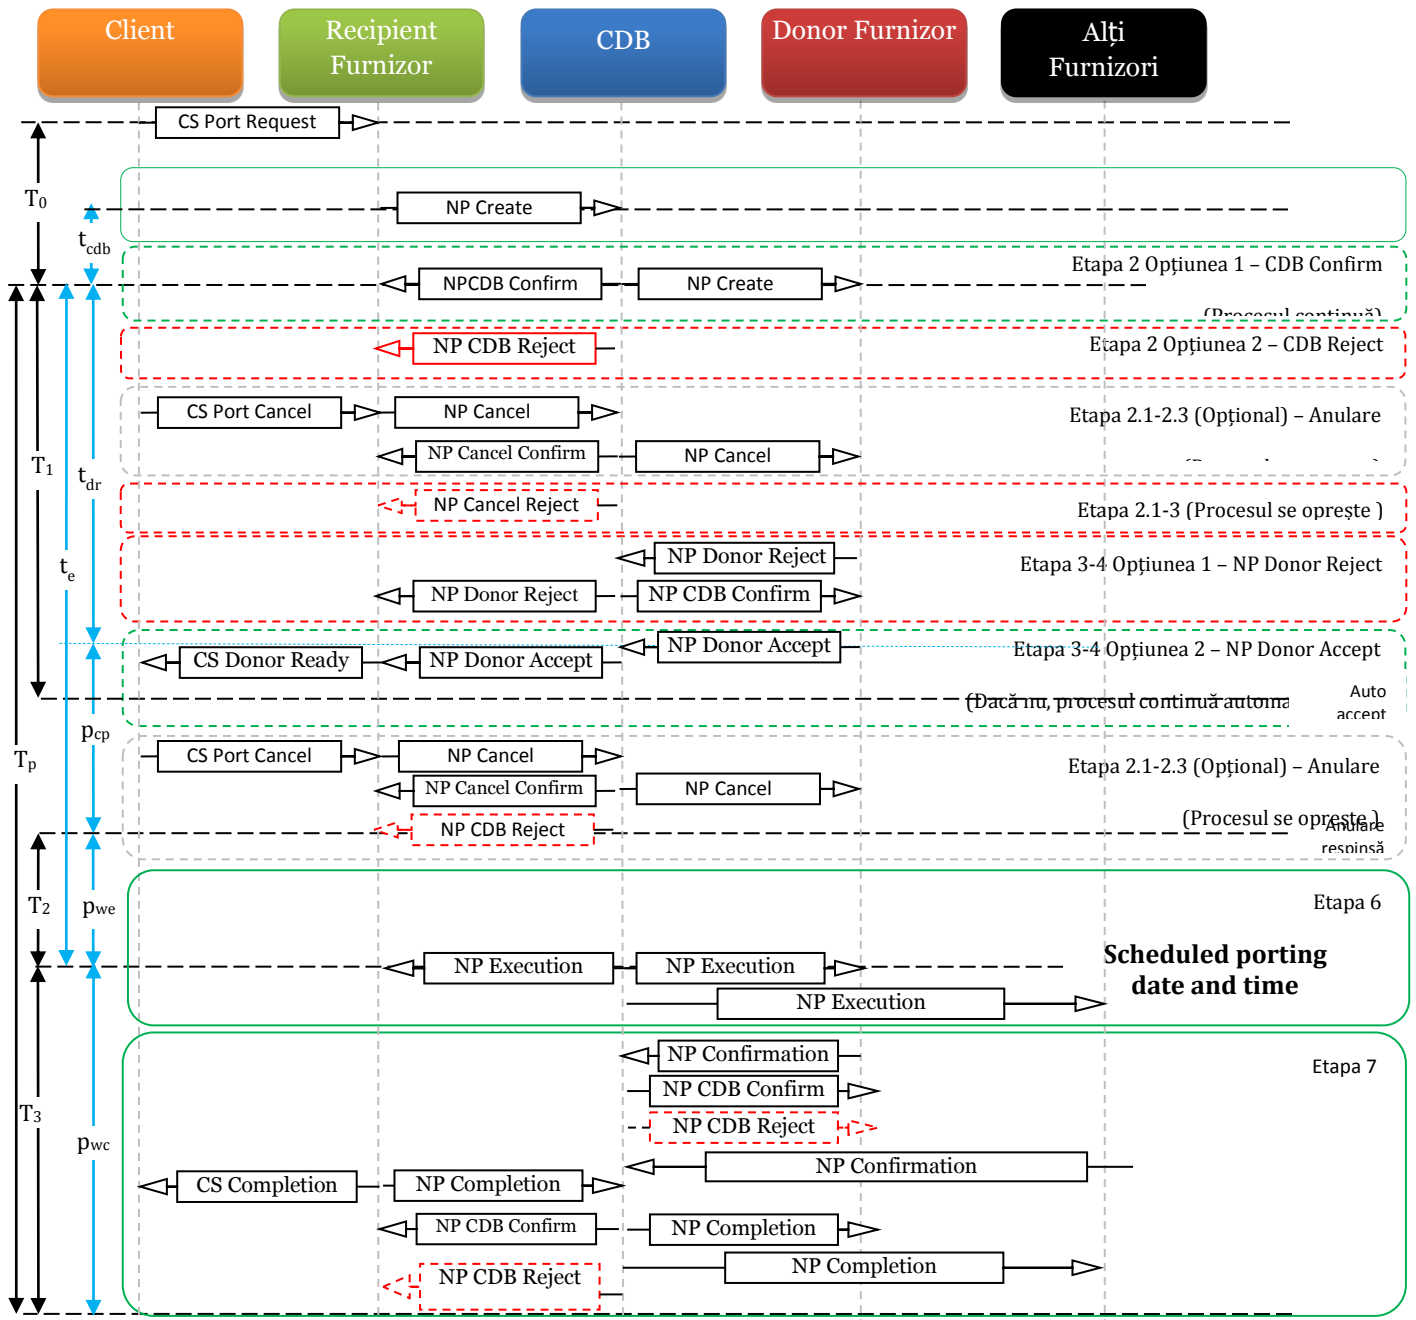 Client
Recipient
Furnizor
CDB
Donor Furnizor
Alți
Furnizori
CS Port Request
T0
NP Create
tcdb
Etapa 2 Opțiunea 1 – CDB Confirm
NPCDB Confirm
NP Create
(Procesul continuă)
NP CDB Reject
Etapa 2 Opțiunea 2 – CDB Reject
CS Port Cancel
NP Cancel
Etapa 2.1-2.3 (Opțional) – Anulare
T1
tdr
NP Cancel Confirm
NP Cancel
NP Cancel Reject
Etapa 2.1-3 (Procesul se oprește )
te
NP Donor Reject
Etapa 3-4 Opțiunea 1 – NP Donor Reject
NP Donor Reject
NP CDB Confirm
NP Donor Accept
Etapa 3-4 Opțiunea 2 – NP Donor Accept
CS Donor Ready
NP Donor Accept
(Dacă nu, procesul continuă automa
Auto
accept
pcp
Tp
CS Port Cancel
NP Cancel
Etapa 2.1-2.3 (Opțional) – Anulare
NP Cancel Confirm
NP Cancel
NP CDB Reject
(Procesul se oprește )
Anulare
respinsă
T2
pwe
Etapa 6
NP Execution
NP Execution
Scheduled porting
date and time
NP Execution
NP Confirmation
Etapa 7
NP CDB Confirm
T3
NP CDB Reject
pwc
NP Confirmation
CS Completion
NP Completion
NP CDB Confirm
NP Completion
NP Completion
NP CDB Reject